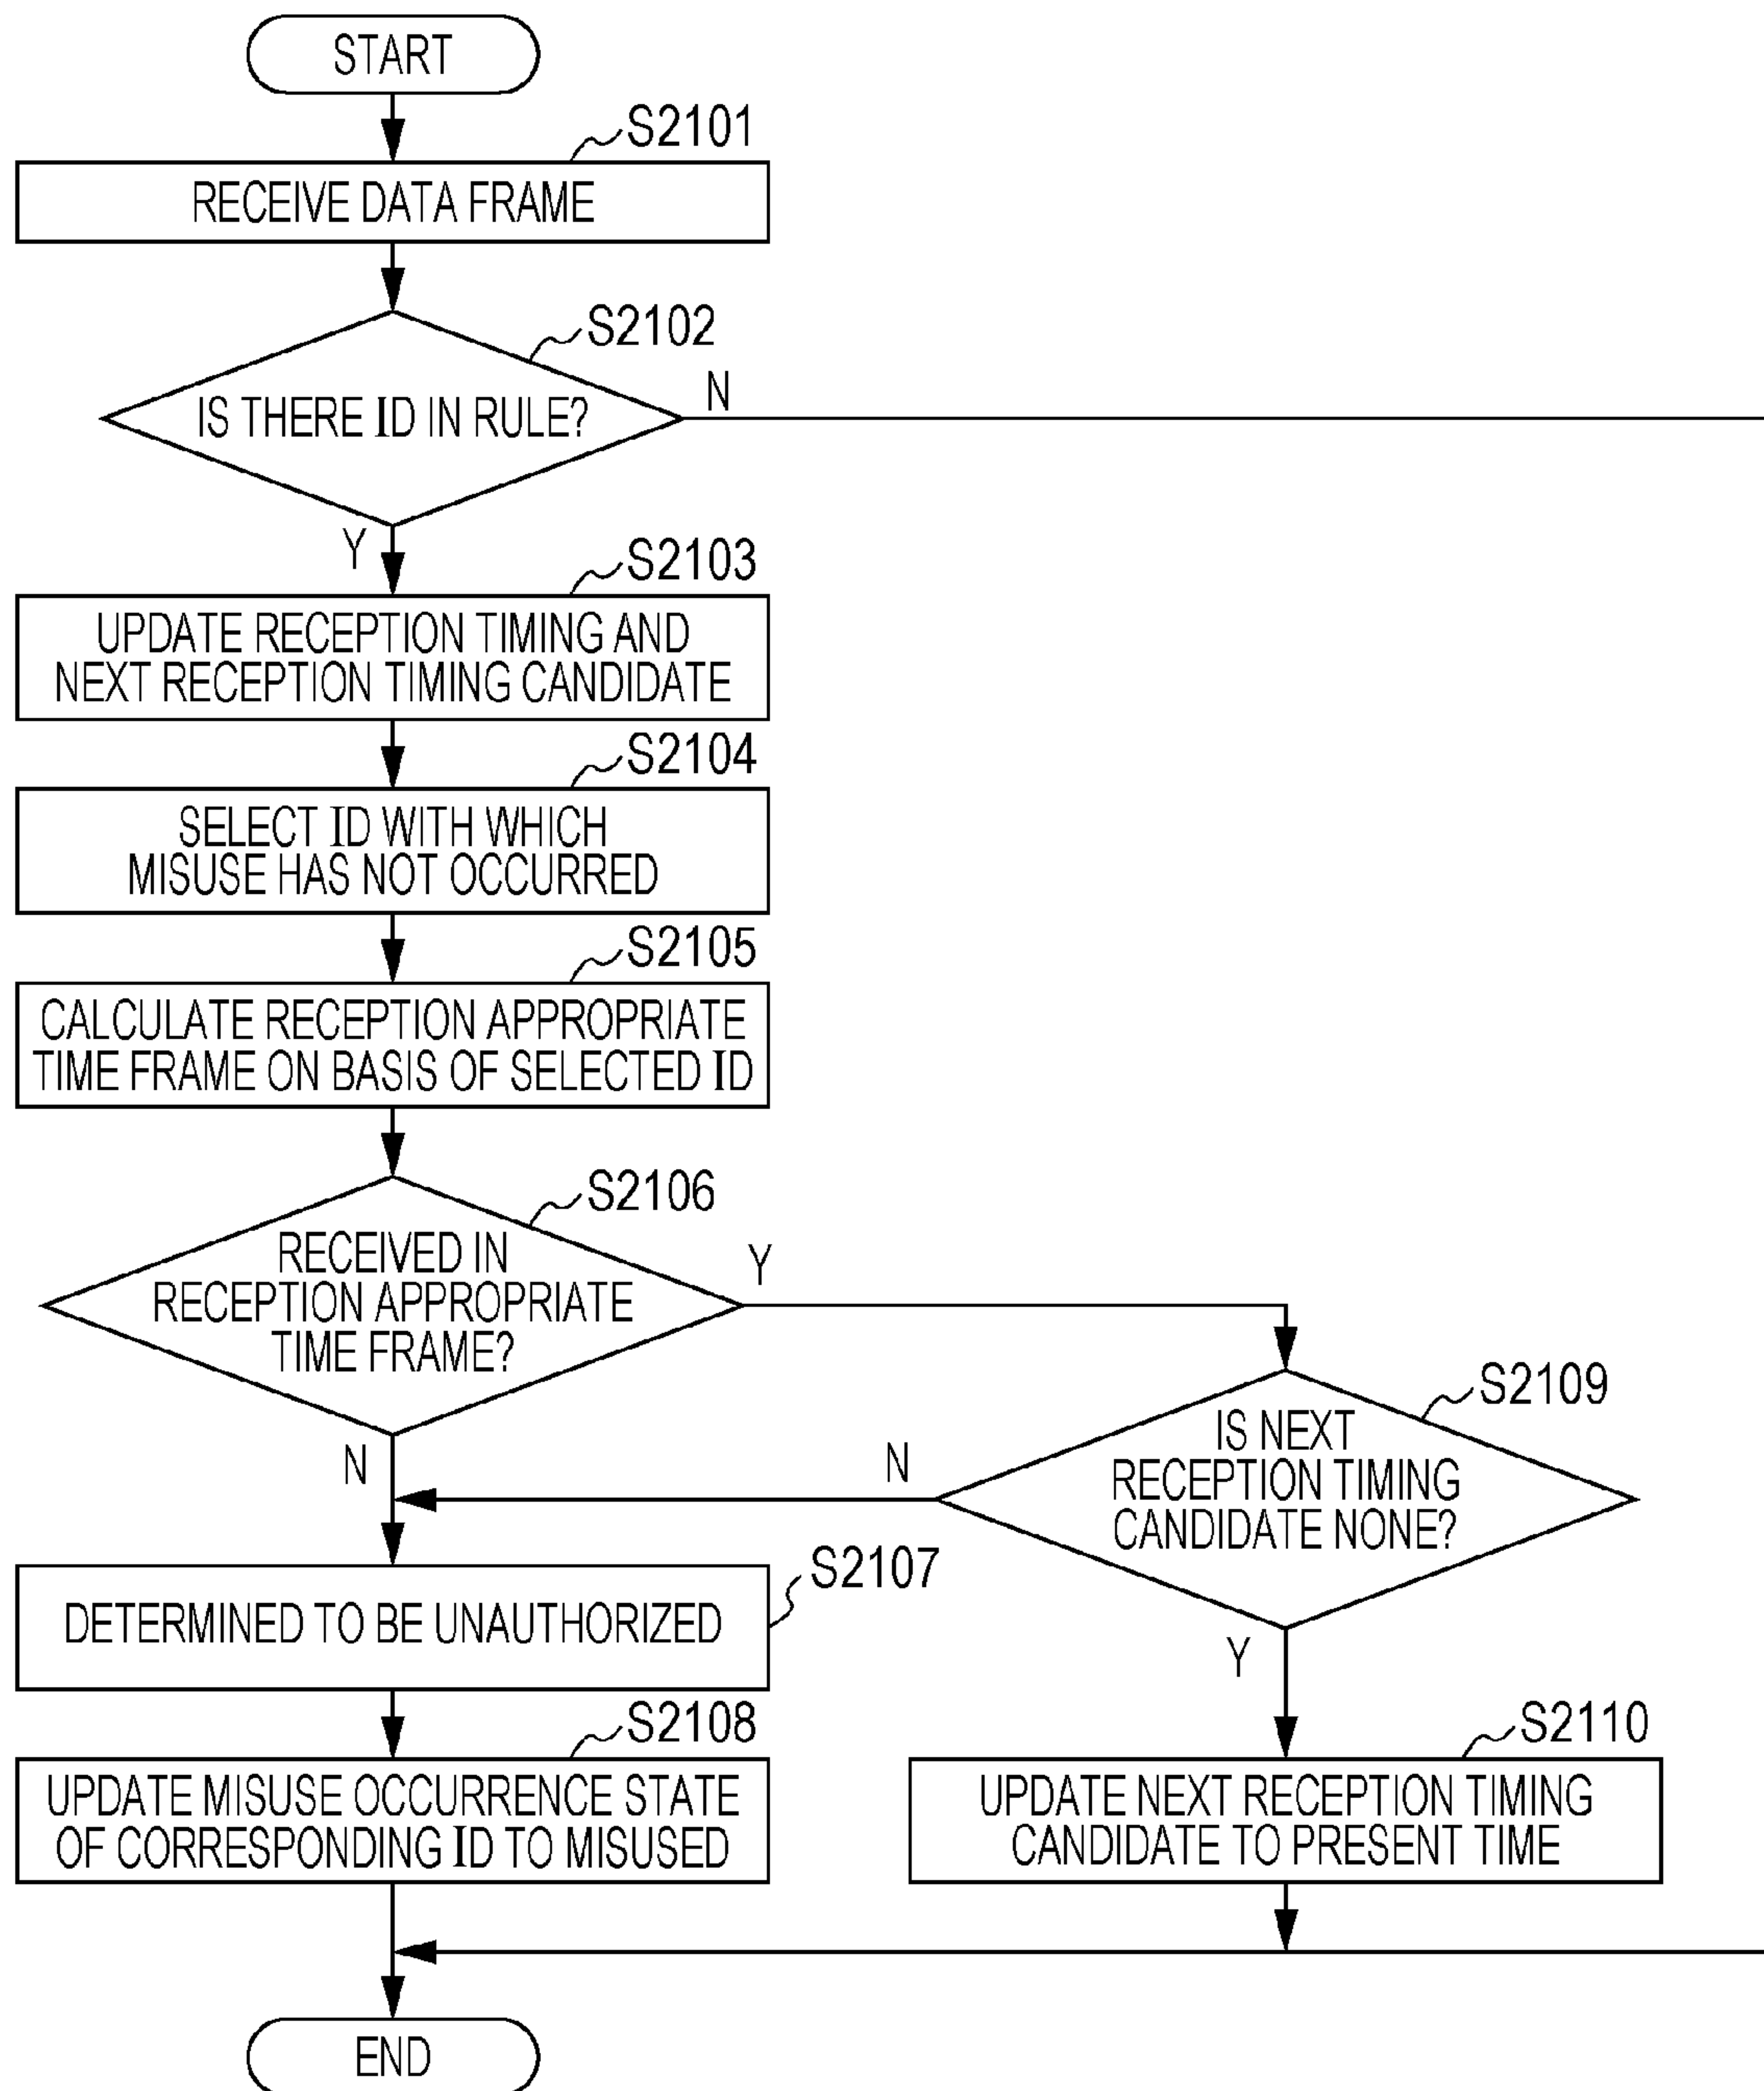 START
S2101
RECEIVE DATA FRAME
S2102
IS THERE ID IN RULE?
N
Y
S2103
UPDATE RECEPTION TIMING AND
NEXT RECEPTION TIMING CANDIDATE
S2104
SELECT ID WITH WHICH
MISUSE HAS NOT OCCURRED
S2105
CALCULATE RECEPTION APPROPRIATE
TIME FRAME ON BASIS OF SELECTED ID
S2106
RECEIVED IN
RECEPTION APPROPRIATE
TIME FRAME?
Y
N
S2109
IS NEXT
RECEPTION TIMING
CANDIDATE NONE?
N
Y
S2107
DETERMINED TO BE UNAUTHORIZED
S2108
UPDATE MISUSE OCCURRENCE STATE
OF CORRESPONDING ID TO MISUSED
S2110
UPDATE NEXT RECEPTION TIMING
CANDIDATE TO PRESENT TIME
END